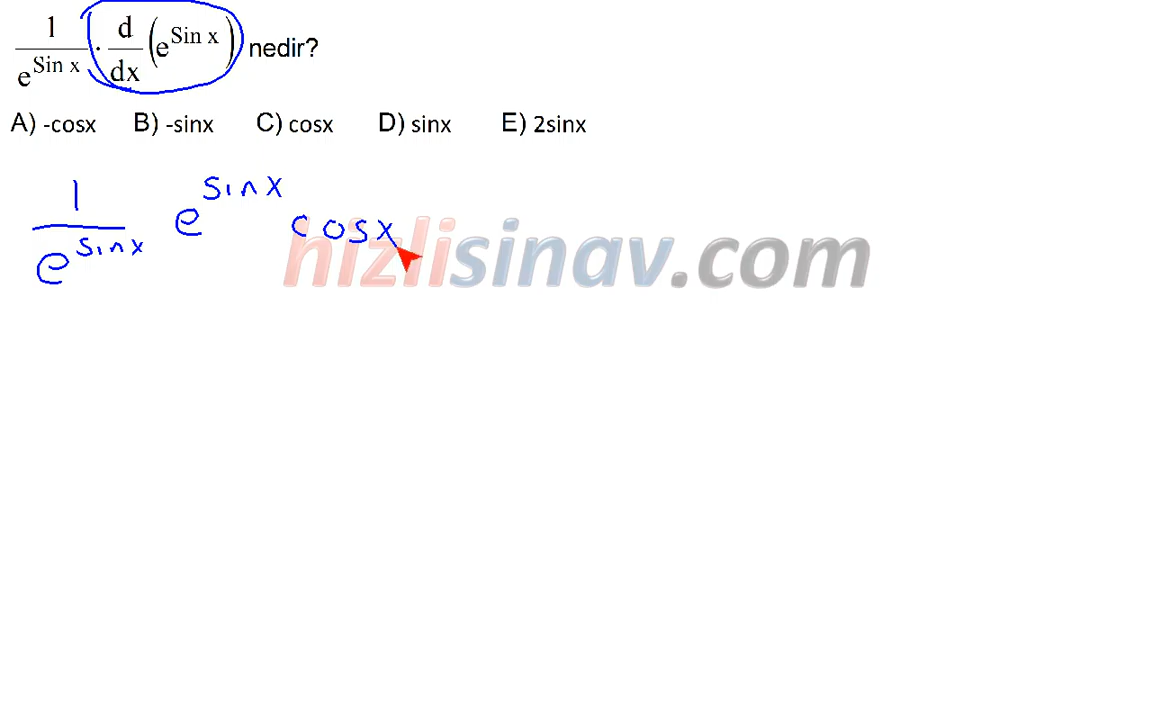 1/e^Sin x · d/dx (e^Sin x) nedir?
A) -cosx B) -sinx C) cosx D) sinx E) 2sinx
1/e^sinx e^sinx cosx
hizlisinav.com